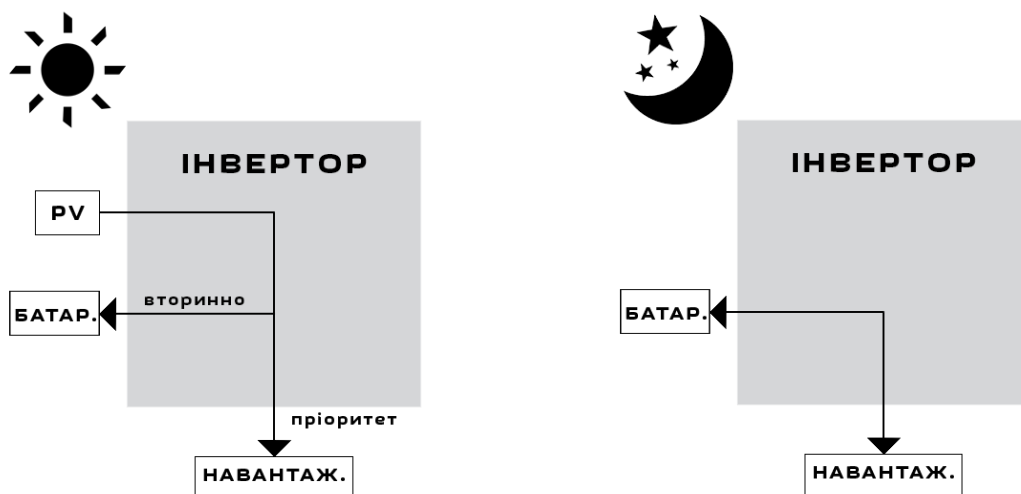 ІНВЕРТОР
PV
вторинно
БАТАР.
пріоритет
НАВАНТАЖ.
ІНВЕРТОР
БАТАР.
НАВАНТАЖ.